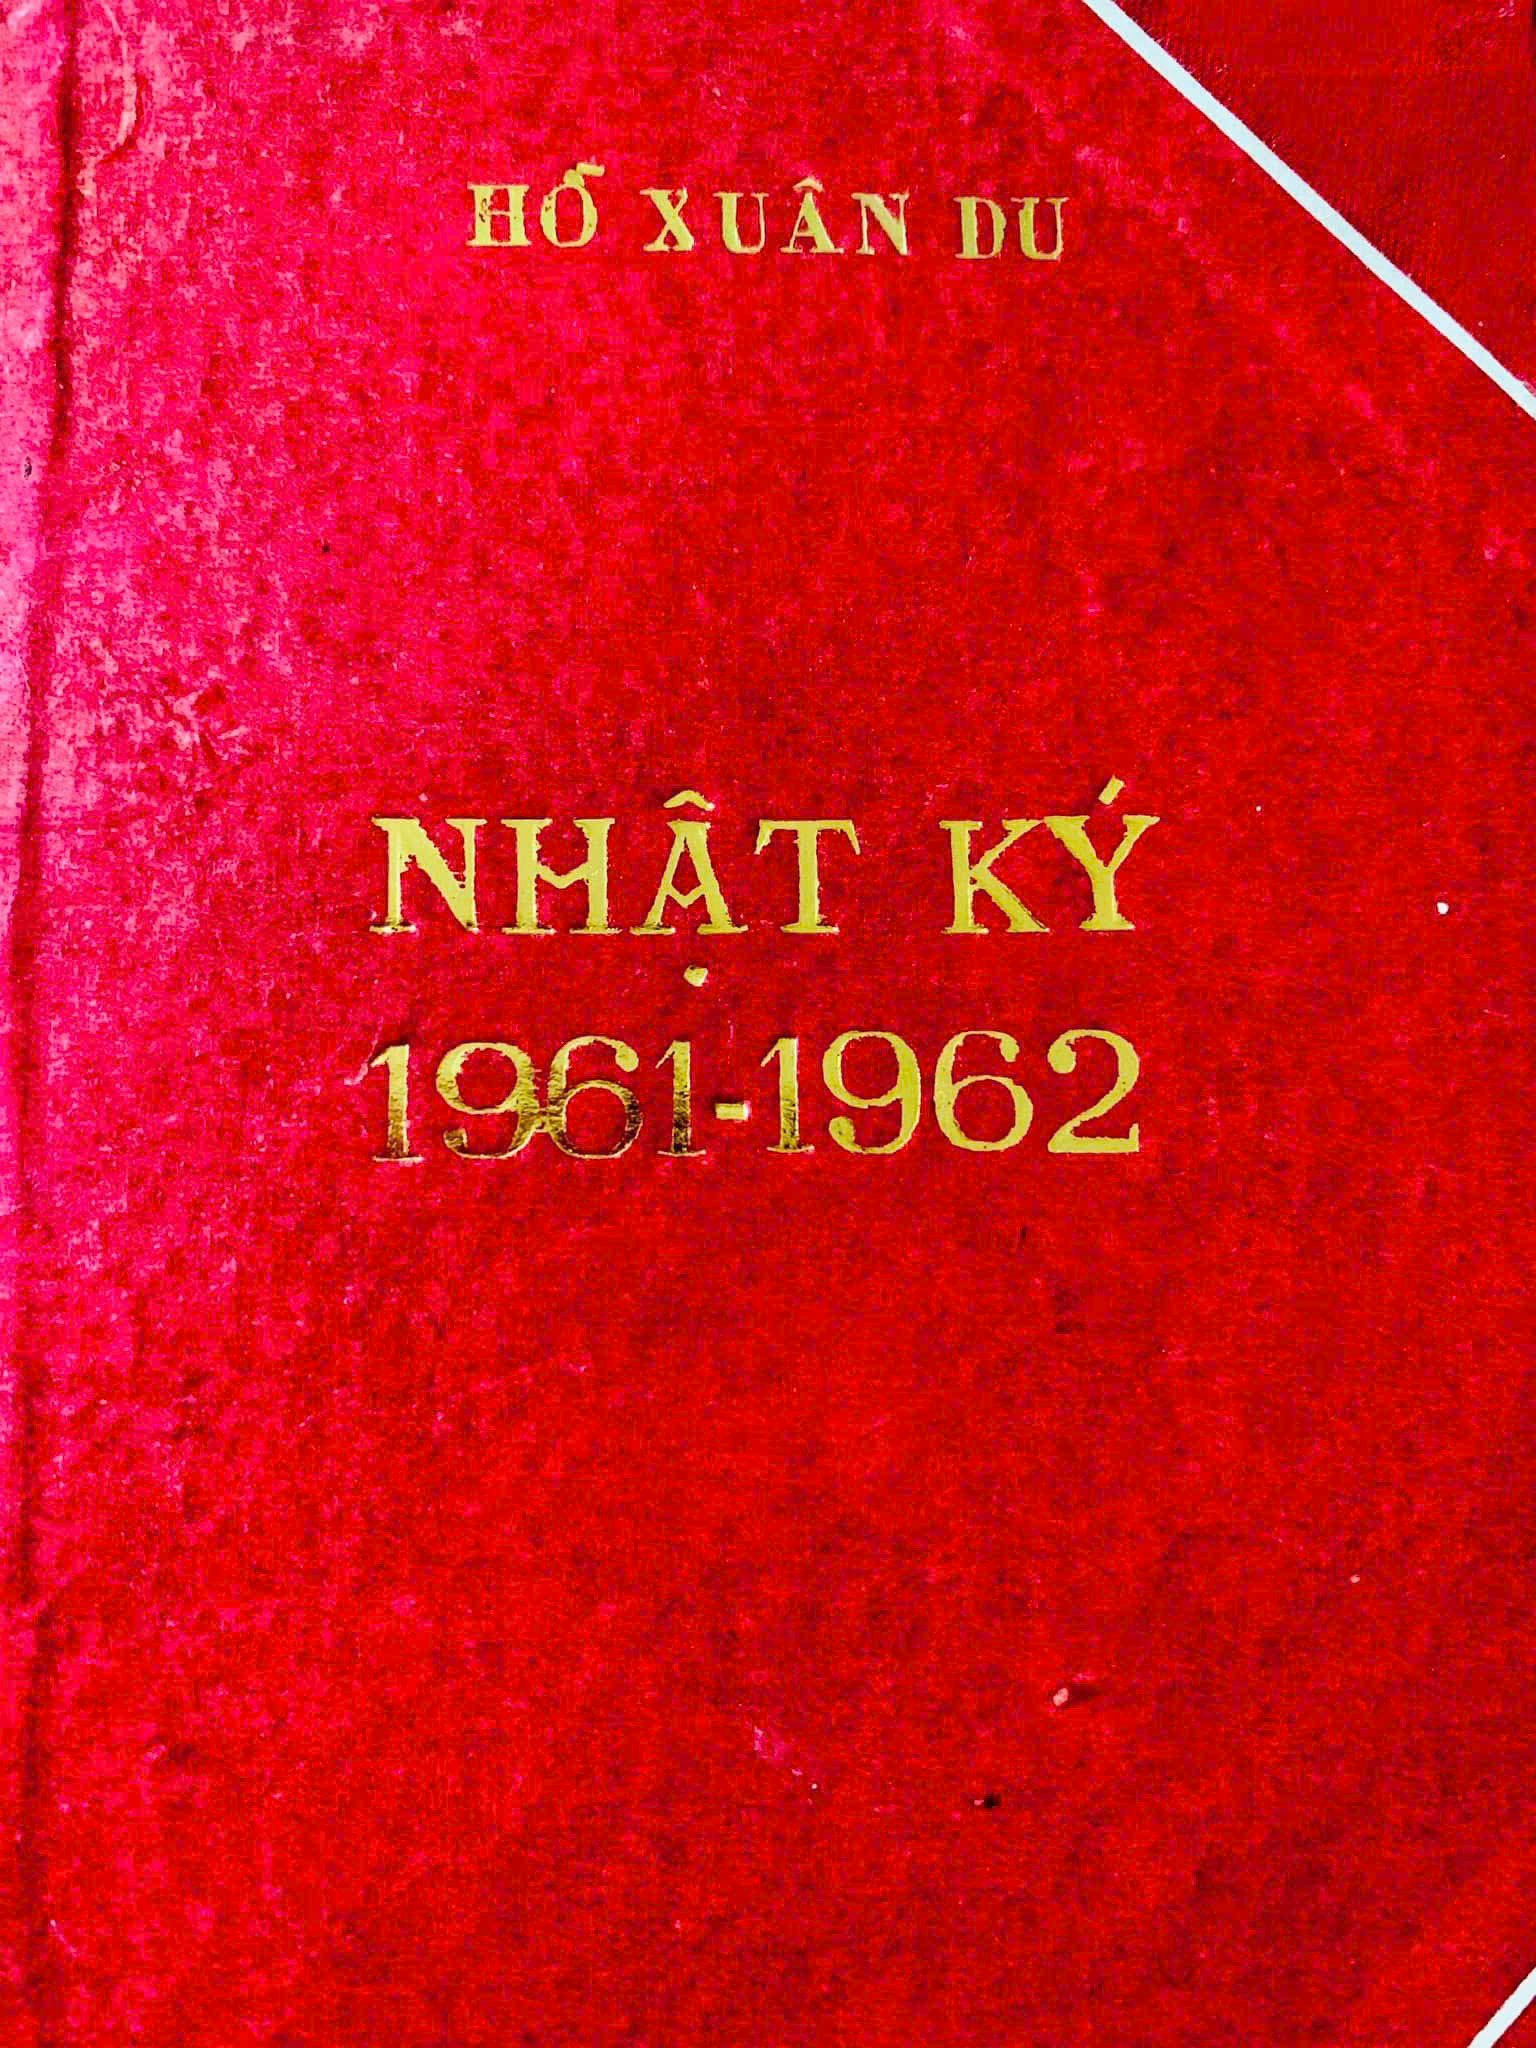 HỒ XUÂN DU
NHẬT KÝ
1961-1962